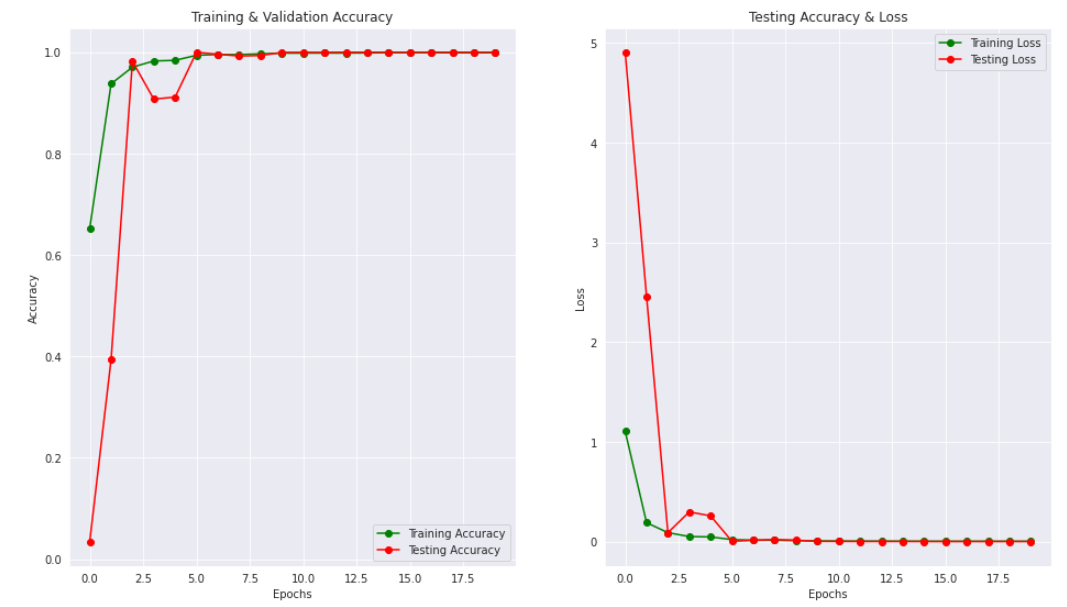 Training & Validation Accuracy
1.0
0.8
0.6
0.4
0.2
0.0
Accuracy
Training Accuracy
Testing Accuracy
0.0 2.5 5.0 7.5 10.0 12.5 15.0 17.5
Epochs
Testing Accuracy & Loss
5
4
3
2
1
0
Loss
Training Loss
Testing Loss
0.0 2.5 5.0 7.5 10.0 12.5 15.0 17.5
Epochs